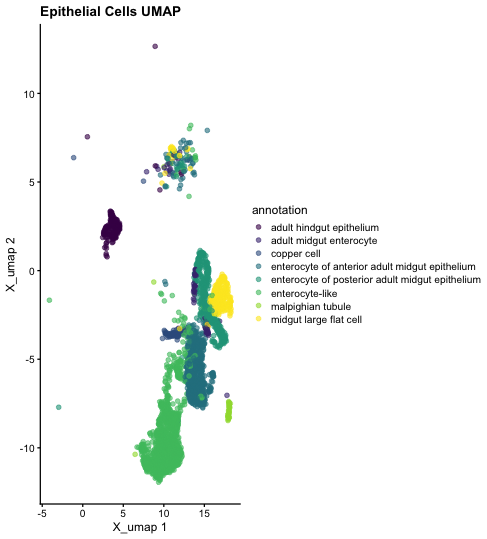 Epithelial Cells UMAP
10
5
0
-5
-10
X_umap 2
-5
0
5
10
15
X_umap 1
annotation
adult hindgut epithelium
adult midgut enterocyte
copper cell
enterocyte of anterior adult midgut epithelium
enterocyte of posterior adult midgut epithelium
enterocyte-like
malpighian tubule
midgut large flat cell